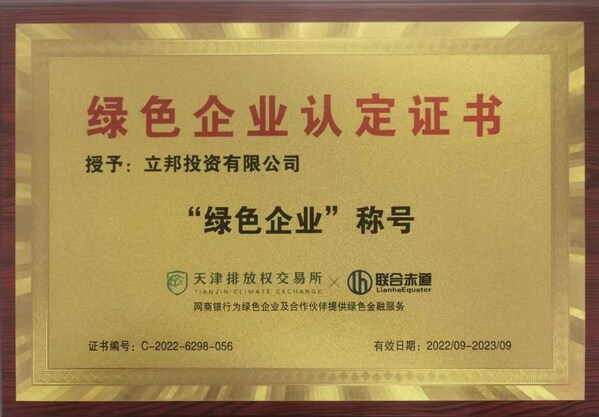 绿色企业认定证书
授予：立邦投资有限公司
“绿色企业”称号
天津排放权交易所 × lh 联合赤道
TIANJIN CLIMATE EXCHANGE LianheEquator
网商银行为绿色企业及合作伙伴提供绿色金融服务
证书编号：C-2022-6298-056 有效日期：2022/09-2023/09